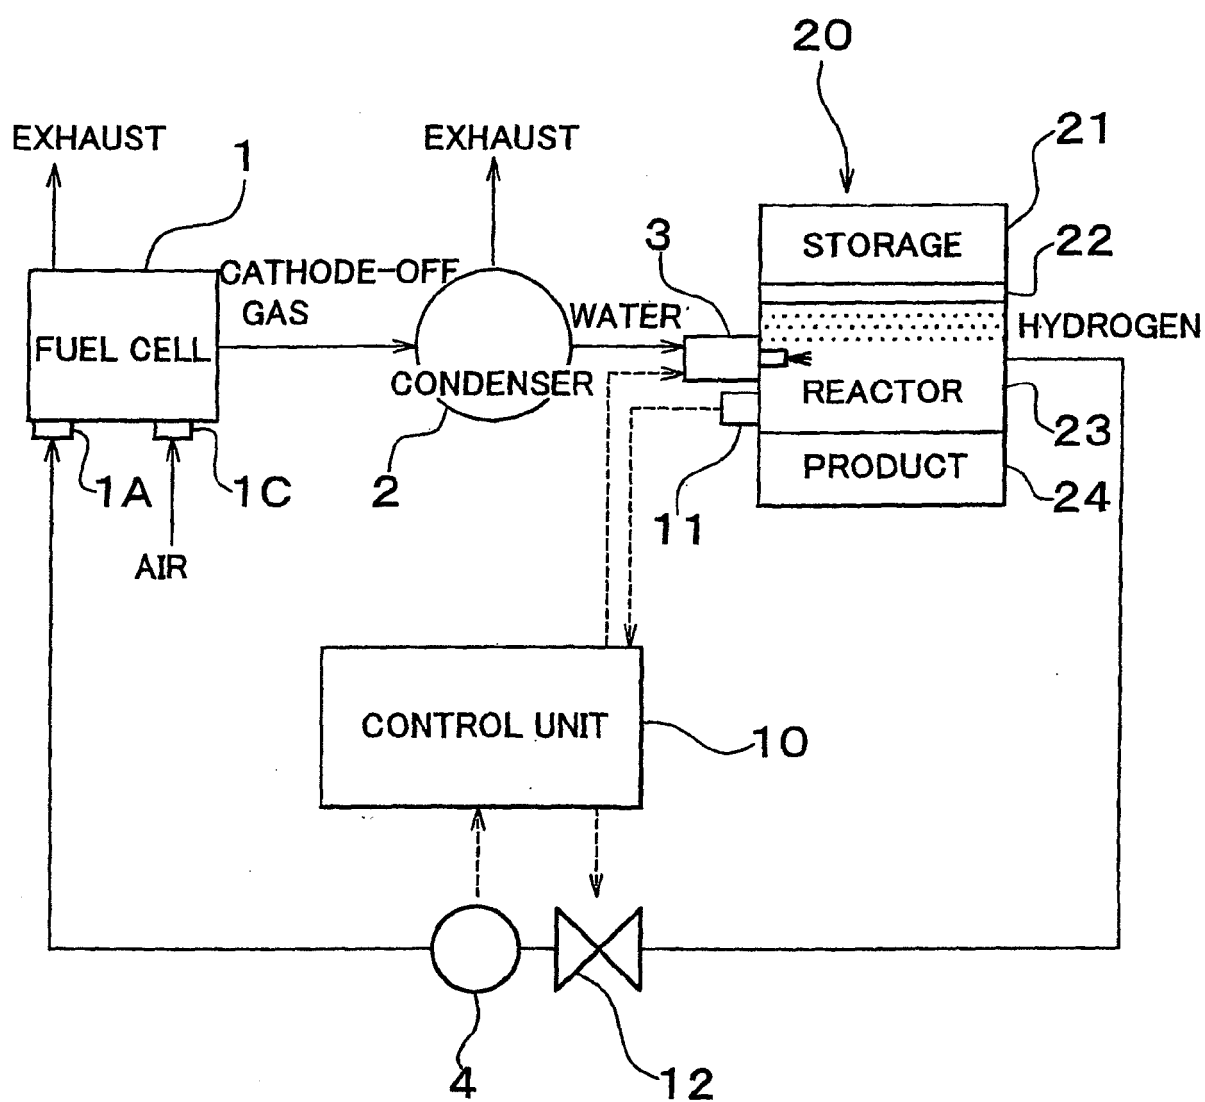 20
EXHAUST
1
EXHAUST
21
3
STORAGE
22
CATHODE-OFF
GAS
WATER
HYDROGEN
FUEL CELL
CONDENSER
REACTOR
23
1A
1C
2
11
PRODUCT
24
AIR
CONTROL UNIT
10
4
12